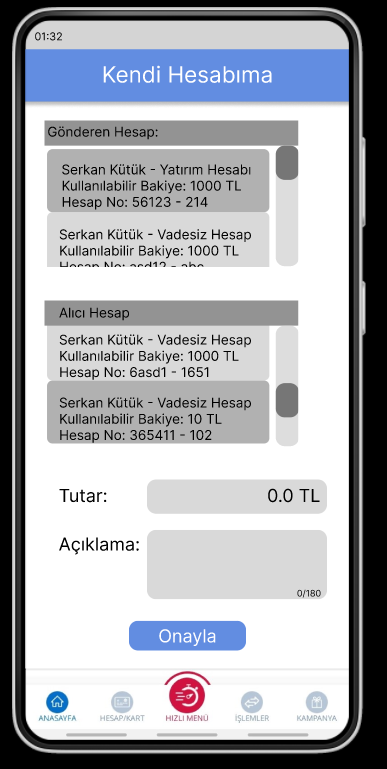 01:32
Kendi Hesabıma
Gönderen Hesap:
Serkan Kütük - Yatırım Hesabı
Kullanılabilir Bakiye: 1000 TL
Hesap No: 56123 - 214
Serkan Kütük - Vadesiz Hesap
Kullanılabilir Bakiye: 1000 TL
Hesap No: asd12 - abc
Alıcı Hesap
Serkan Kütük - Vadesiz Hesap
Kullanılabilir Bakiye: 1000 TL
Hesap No: 6asd1 - 1651
Serkan Kütük - Vadesiz Hesap
Kullanılabilir Bakiye: 10 TL
Hesap No: 365411 - 102
Tutar: 0.0 TL
Açıklama:
0/180
Onayla
ANASAYFA HESAP/KART HIZLI MENÜ İŞLEMLER KAMPANYA